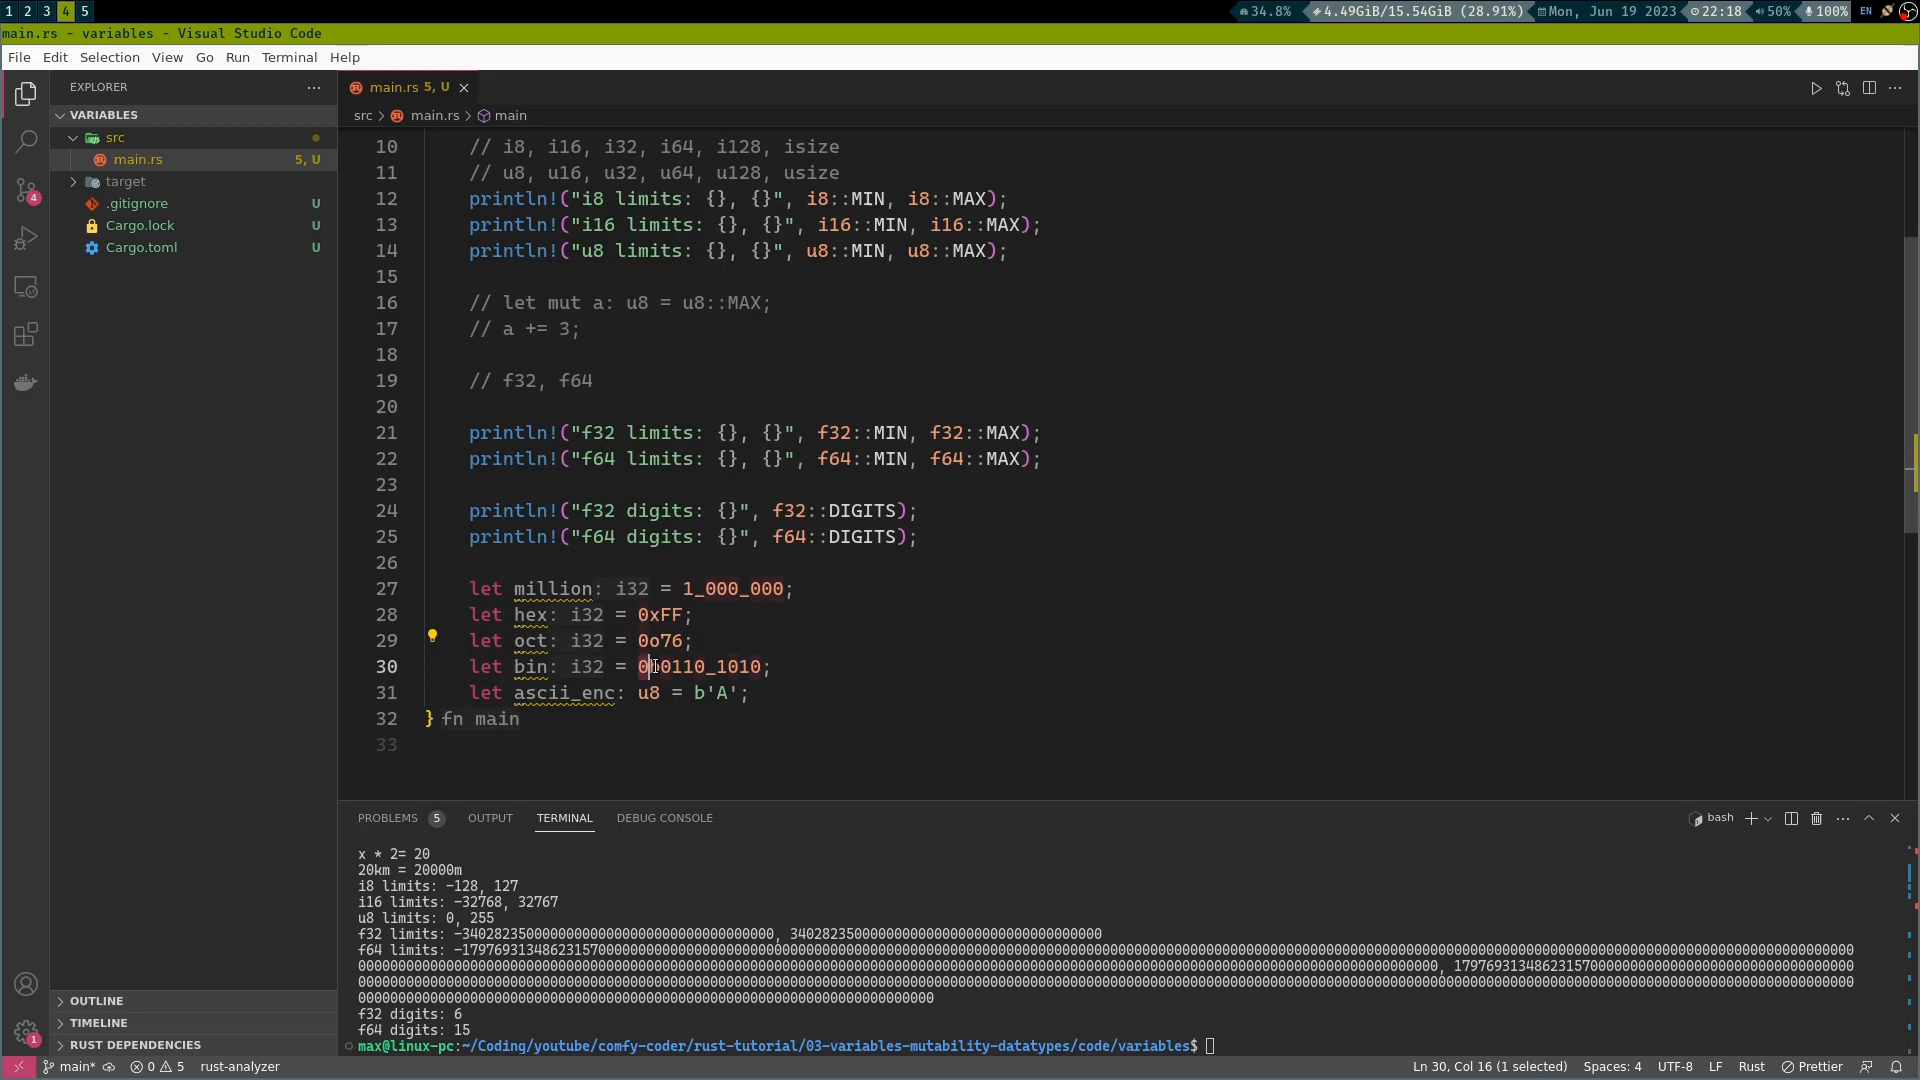 1 2 3 4 5
34.8% 4.49GiB/15.54GiB (28.91%) Mon, Jun 19 2023 22:18 50% 100% EN
main.rs - variables - Visual Studio Code
File Edit Selection View Go Run Terminal Help
EXPLORER
VARIABLES
src
main.rs 5, U
target
.gitignore U
Cargo.lock U
Cargo.toml U
OUTLINE
TIMELINE
RUST DEPENDENCIES
4
1
main.rs 5, U
src > main.rs > main
10 // i8, i16, i32, i64, i128, isize
11 // u8, u16, u32, u64, u128, usize
12 println!("i8 limits: {}, {}", i8::MIN, i8::MAX);
13 println!("i16 limits: {}, {}", i16::MIN, i16::MAX);
14 println!("u8 limits: {}, {}", u8::MIN, u8::MAX);
15
16 // let mut a: u8 = u8::MAX;
17 // a += 3;
18
19 // f32, f64
20
21 println!("f32 limits: {}, {}", f32::MIN, f32::MAX);
22 println!("f64 limits: {}, {}", f64::MIN, f64::MAX);
23
24 println!("f32 digits: {}", f32::DIGITS);
25 println!("f64 digits: {}", f64::DIGITS);
26
27 let million: i32 = 1_000_000;
28 let hex: i32 = 0xFF;
29 let oct: i32 = 0o76;
30 let bin: i32 =
31 let ascii_enc: u8 = b'A';
32 } fn main
33
PROBLEMS 5 OUTPUT TERMINAL DEBUG CONSOLE
bash
x * 2= 20
20km = 20000m
i8 limits: -128, 127
i16 limits: -32768, 32767
u8 limits: 0, 255
f32 limits: -340282350000000000000000000000000000000, 340282350000000000000000000000000000000
f64 limits:
f32 digits: 6
f64 digits: 15
max@linux-pc:~/Coding/youtube/comfy-coder/rust-tutorial/03-variables-mutability-datatypes/code/variables$
main* 0 5 rust-analyzer
Ln 30, Col 16 (1 selected) Spaces: 4 UTF-8 LF Rust Prettier